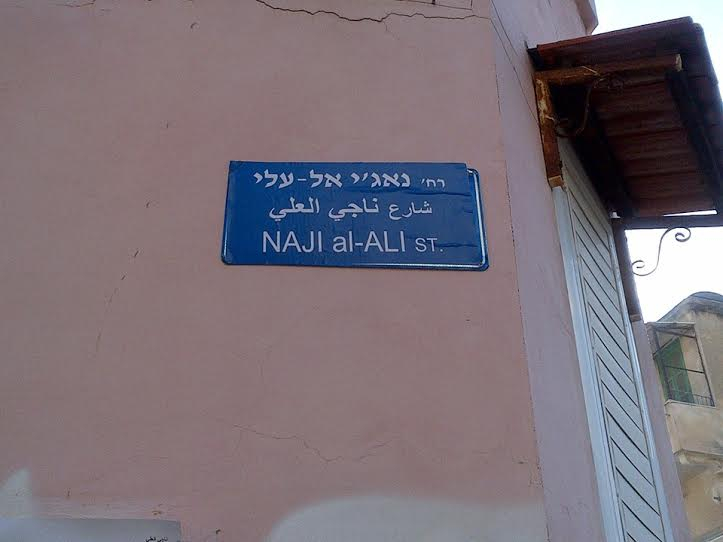 רח' נאג'י אל-עלי
شارع ناجي العلي
NAJI al-ALI ST.